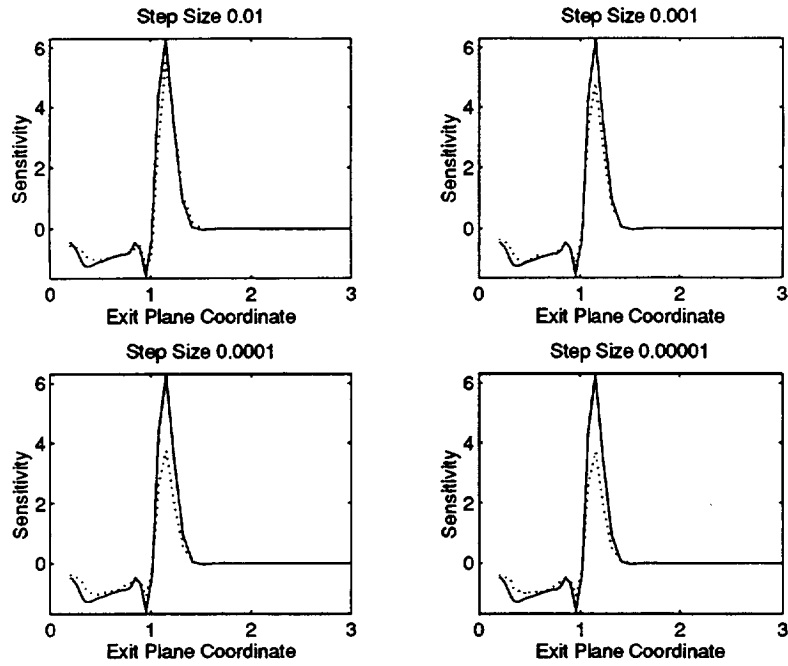 Step Size 0.01
6
4
2
0
Sensitivity
0 1 2 3
Exit Plane Coordinate
Step Size 0.001
6
4
2
0
Sensitivity
0 1 2 3
Exit Plane Coordinate
Step Size 0.0001
6
4
2
0
Sensitivity
0 1 2 3
Exit Plane Coordinate
Step Size 0.00001
6
4
2
0
Sensitivity
0 1 2 3
Exit Plane Coordinate